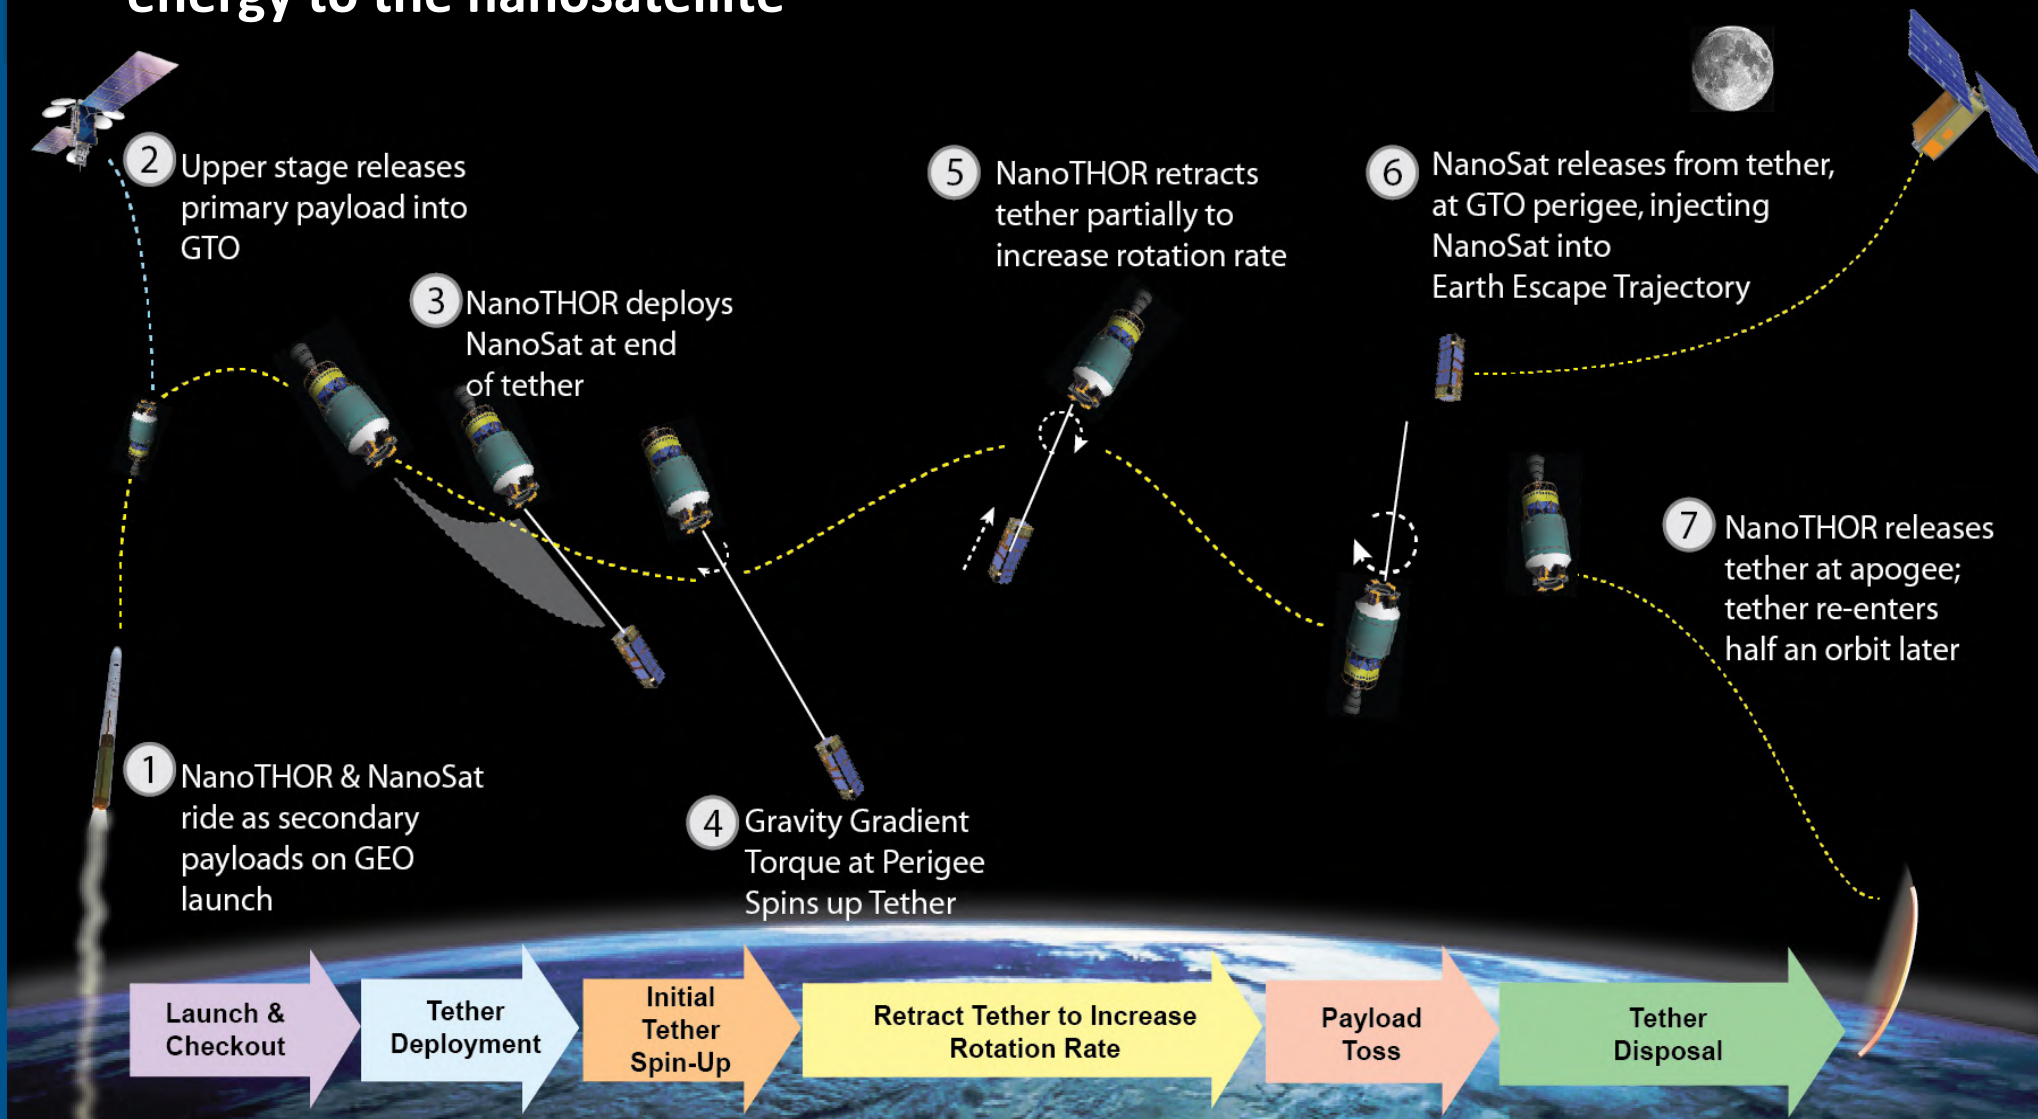 energy to the nanosatellite
2
Upper stage releases
primary payload into
GTO
3
NanoTHOR deploys
NanoSat at end
of tether
5
NanoTHOR retracts
tether partially to
increase rotation rate
6
NanoSat releases from tether,
at GTO perigee, injecting
NanoSat into
Earth Escape Trajectory
7
NanoTHOR releases
tether at apogee;
tether re-enters
half an orbit later
1
NanoTHOR & NanoSat
ride as secondary
payloads on GEO
launch
4
Gravity Gradient
Torque at Perigee
Spins up Tether
Launch &
Checkout
Tether
Deployment
Initial
Tether
Spin-Up
Retract Tether to Increase
Rotation Rate
Payload
Toss
Tether
Disposal